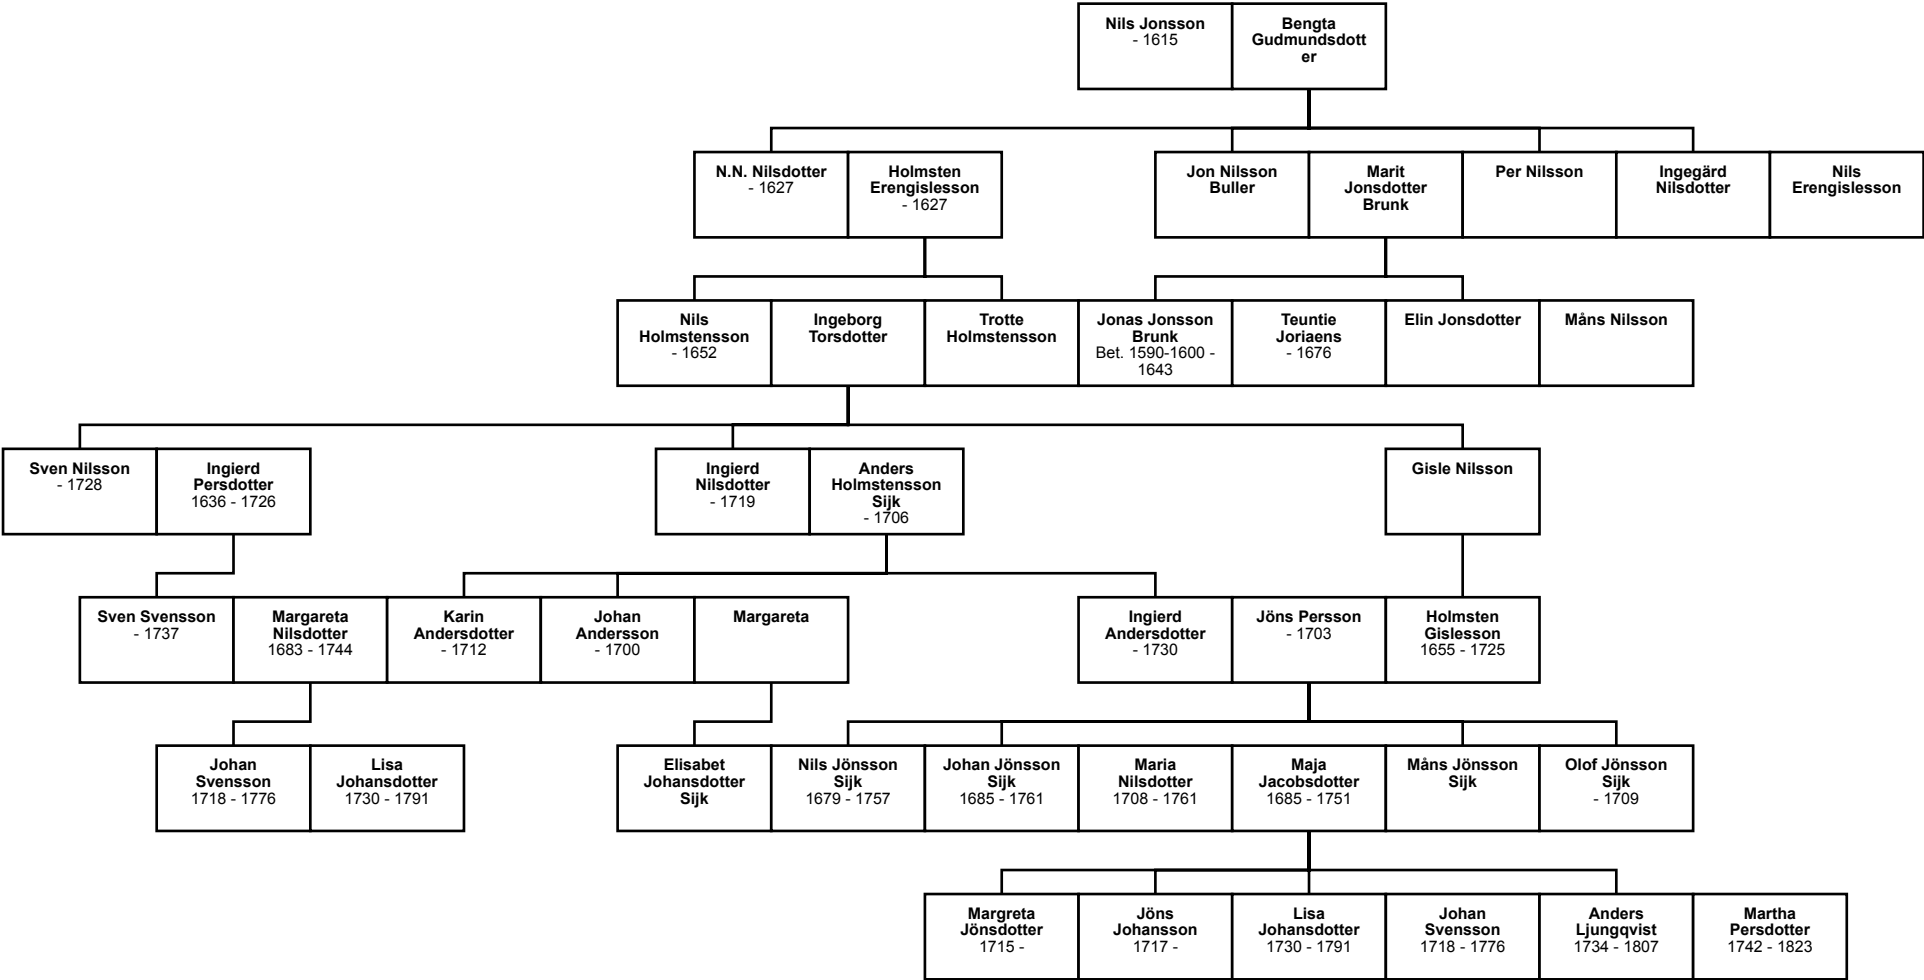 Nils Jonsson
- 1615
Bengta
Gudmundsdott
er
N.N. Nilsdotter
- 1627
Holmsten
Erengislesson
- 1627
Jon Nilsson
Buller
Marit
Jonsdotter
Brunk
Per Nilsson
Ingegärd
Nilsdotter
Nils
Erengislesson
Nils
Holmstensson
- 1652
Ingeborg
Torsdotter
Trotte
Holmstensson
Jonas Jonsson
Brunk
Bet. 1590-1600 -
1643
Teuntie
Joriaens
- 1676
Elin Jonsdotter
Måns Nilsson
Sven Nilsson
- 1728
Ingierd
Persdotter
1636 - 1726
Ingierd
Nilsdotter
- 1719
Anders
Holmstensson
Sijk
- 1706
Gisle Nilsson
Sven Svensson
- 1737
Margareta
Nilsdotter
1683 - 1744
Karin
Andersdotter
- 1712
Johan
Andersson
- 1700
Margareta
Ingierd
Andersdotter
- 1730
Jöns Persson
- 1703
Holmsten
Gislesson
1655 - 1725
Johan
Svensson
1718 - 1776
Lisa
Johansdotter
1730 - 1791
Elisabet
Johansdotter
Sijk
Nils Jönsson
Sijk
1679 - 1757
Johan Jönsson
Sijk
1685 - 1761
Maria
Nilsdotter
1708 - 1761
Maja
Jacobsdotter
1685 - 1751
Måns Jönsson
Sijk
Olof Jönsson
Sijk
- 1709
Margreta
Jönsdotter
1715 -
Jöns
Johansson
1717 -
Lisa
Johansdotter
1730 - 1791
Johan
Svensson
1718 - 1776
Anders
Ljungqvist
1734 - 1807
Martha
Persdotter
1742 - 1823